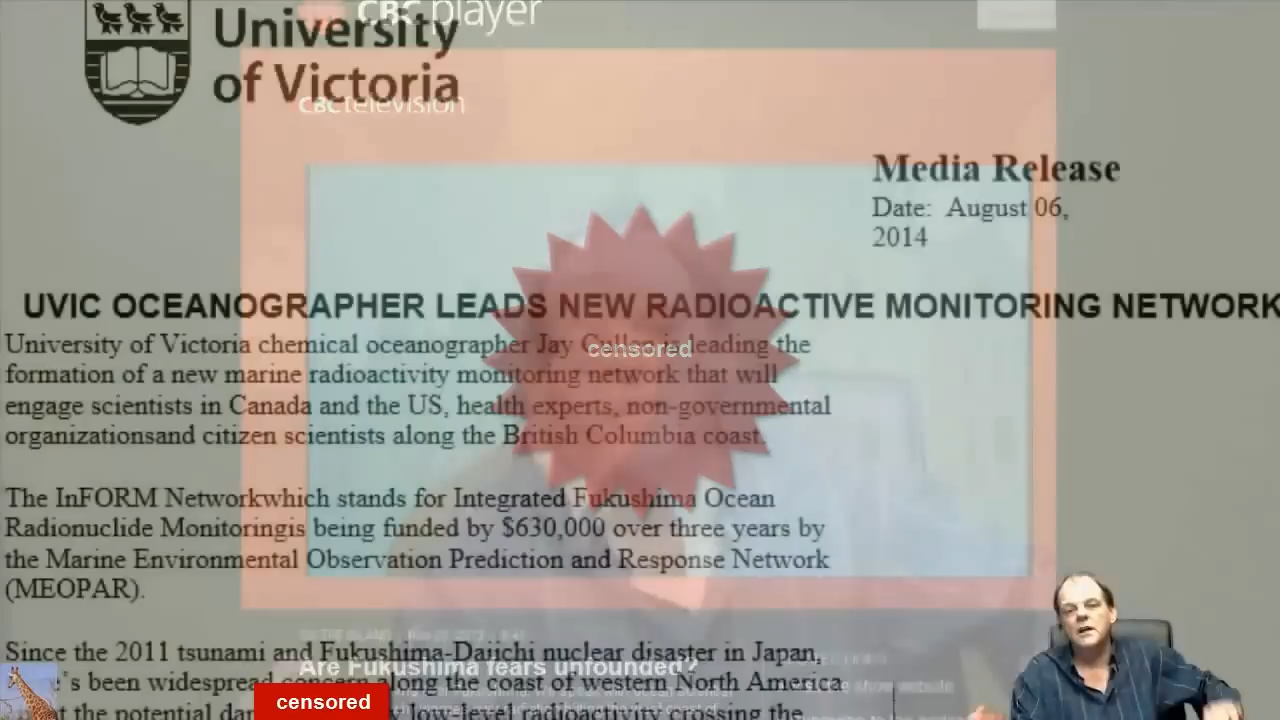 CBC player
University
of Victoria
CBC television
Media Release
Date: August 06,
2014
UVIC OCEANOGRAPHER LEADS NEW RADIOACTIVE MONITORING NETWORK
University of Victoria chemical oceanographer Jay leading the
censored
formation of a new marine radioactivity monitoring network that will
engage scientists in Canada and the US, health experts, non-governmental
organizationsand citizen scientists along the British Columbia coast.
The InFORM Networkwhich stands for Integrated Fukushima Ocean
Radionuclide Monitoringis being funded by $630,000 over three years by
the Marine Environmental Observation Prediction and Response Network
(MEOPAR).
Since the 2011 tsunami and Fukushima-Daiichi nuclear disaster in Japan,
Are Fukushima fears unfounded?
's been widespread concern along the coast of western North America
censored
low-level radioactivity crossing the